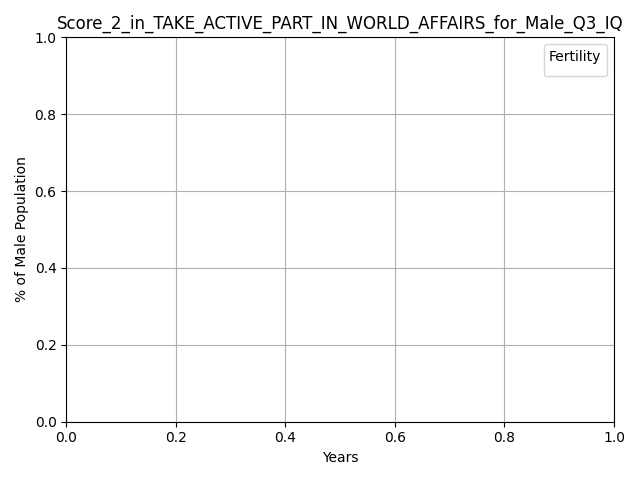 Score_2_in_TAKE_ACTIVE_PART_IN_WORLD_AFFAIRS_for_Male_Q3_IQ
Fertility
% of Male Population
1.0
0.8
0.6
0.4
0.2
0.0
0.0 0.2 0.4 0.6 0.8 1.0
Years